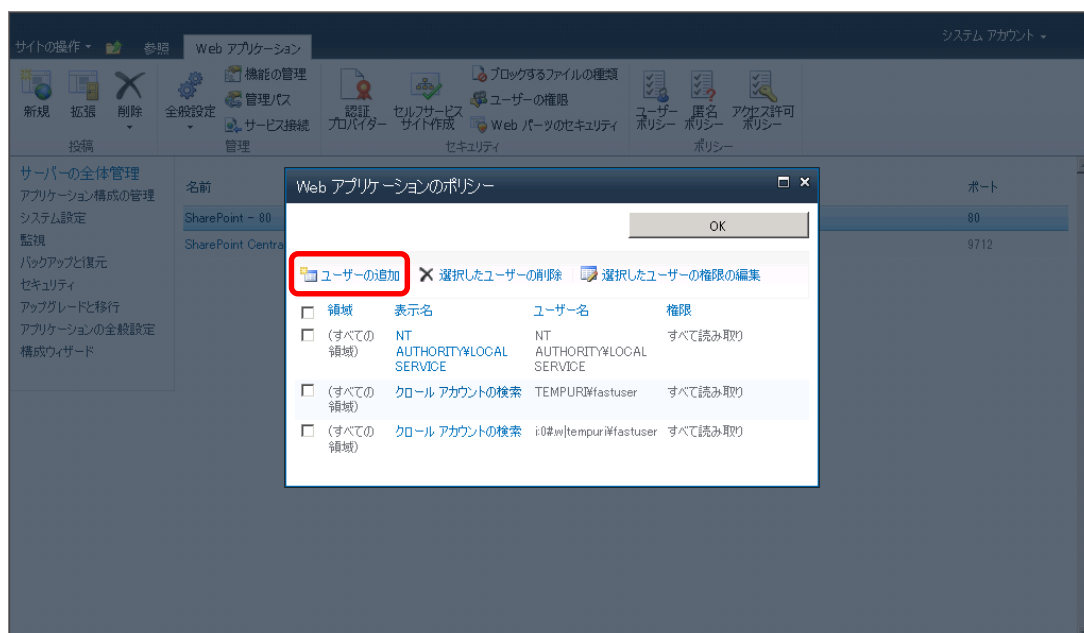 サイトの操作 参照 Web アプリケーション システム アカウント
新規 拡張 削除
投稿
全般設定
機能の管理
管理パス
サービス接続
管理
認証
プロバイダー
セルフサービス
サイト作成
ブロックするファイルの種類
ユーザーの権限
Web パーツのセキュリティ
セキュリティ
ユーザー
ポリシー
匿名
ポリシー
アクセス許可
ポリシー
ポリシー
サーバーの全体管理
アプリケーション構成の管理
システム設定
監視
バックアップと復元
セキュリティ
アップグレードと移行
アプリケーションの全般設定
構成ウィザード
名前 ポート
SharePoint - 80 80
SharePoint Centra 9712
Web アプリケーションのポリシー
OK
ユーザーの追加 選択したユーザーの削除 選択したユーザーの権限の編集
領域 表示名 ユーザー名 権限
(すべての NT NT すべて読み取り
領域) AUTHORITY¥LOCAL AUTHORITY¥LOCAL
SERVICE SERVICE
(すべての クロール アカウントの検索 TEMPURI¥fastuser すべて読み取り
領域)
(すべての クロール アカウントの検索 i:0#.w|tempuri¥fastuser すべて読み取り
領域)